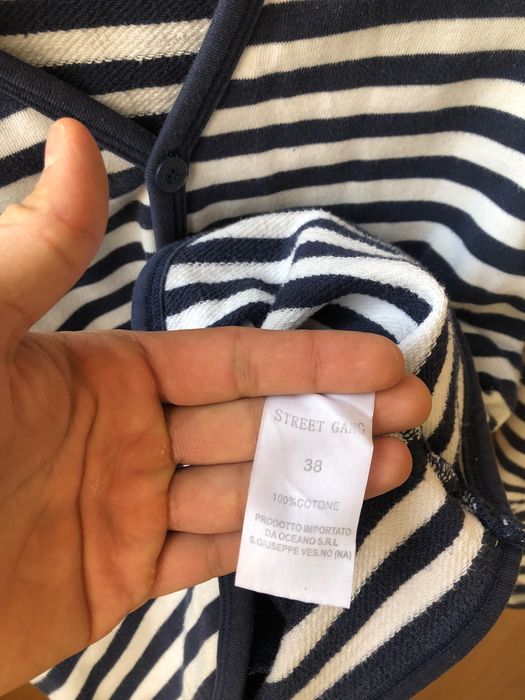 STREET GANG
38
100%COTONE
PRODOTTO IMPORTATO
DA OCEANO S.R.L
S.GIUSEPPE VES.NO (NA)